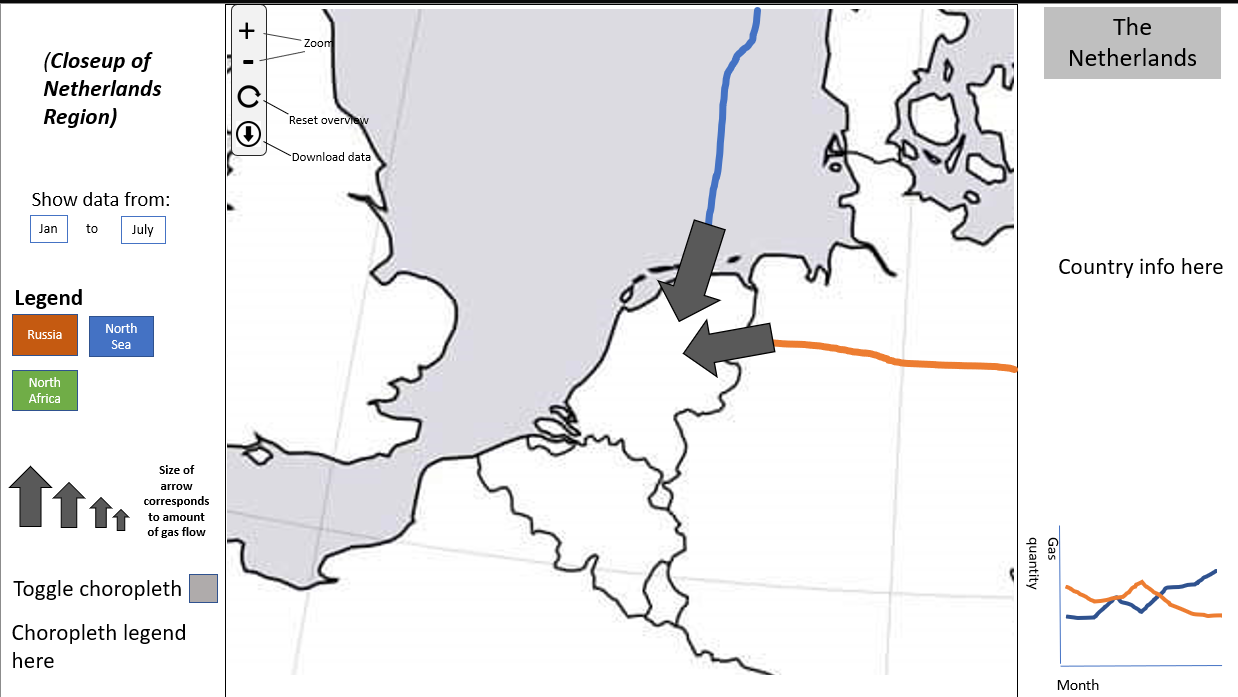 (Closeup of
Netherlands
Region)
Show data from:
Jan
to
July
Legend
Russia
North
Sea
North
Africa
Size of
arrow
corresponds
to amount
of gas flow
Toggle choropleth
Choropleth legend
here
+
Zoom
-
Reset overview
Download data
The
Netherlands
Country info here
Gas
quantity
Month